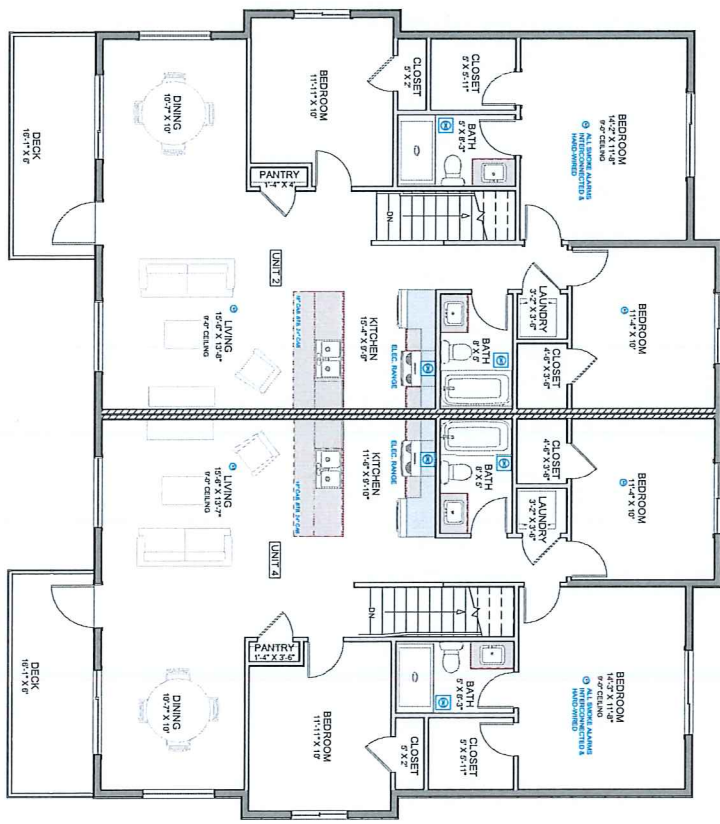 DECK
16'-1" X 6'
DINING
10'-7" X 10'
BEDROOM
11'-11" X 10'
CLOSET
5' X 2'
CLOSET
5' X 5'-11"
BATH
5' X 8'-3"
BEDROOM
14'-2" X 11'-8"
9'-0" CEILING
ALL SMOKE ALARMS
INTERCONNECTED &
HARD-WIRED
PANTRY
1'-4" X 4'
DN
UNIT 2
LIVING
15'-6" X 13'-8"
9'-0" CEILING
KITCHEN
15'-4" X 9'-9"
ELEC. RANGE
BATH
8' X 5'
LAUNDRY
3'-2" X 3'-6"
CLOSET
4'-6" X 3'-6"
BEDROOM
11'-4" X 10'
LIVING
15'-6" X 13'-7"
9'-0" CEILING
KITCHEN
11'-6" X 9'-10"
ELEC. RANGE
BATH
8' X 5'
CLOSET
4'-6" X 3'-6"
LAUNDRY
3'-2" X 3'-6"
BEDROOM
11'-4" X 10'
UNIT 4
DN
PANTRY
1'-4" X 3'-6"
DECK
16'-1" X 6'
DINING
10'-7" X 10'
BEDROOM
11'-11" X 10'
CLOSET
5' X 2'
CLOSET
5' X 5'-11"
BATH
5' X 8'-3"
BEDROOM
14'-3" X 11'-8"
9'-0" CEILING
ALL SMOKE ALARMS
INTERCONNECTED &
HARD-WIRED